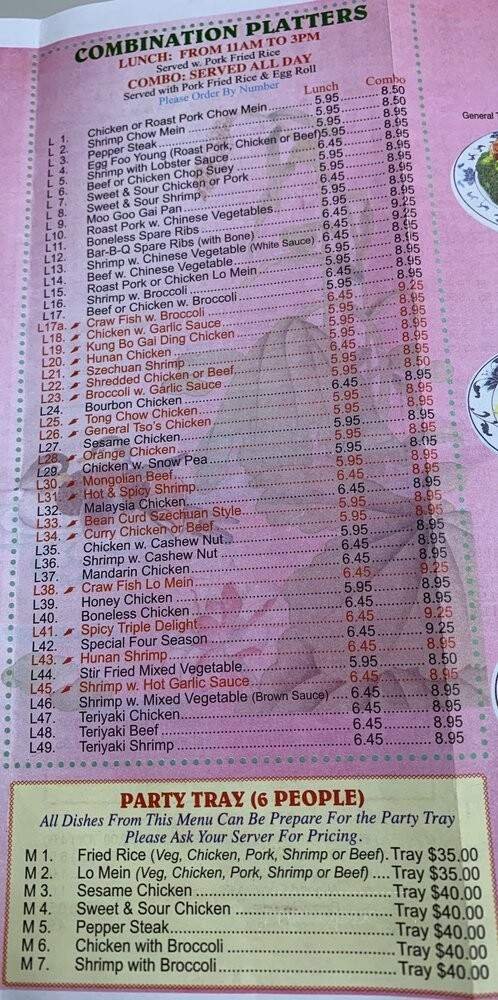 COMBINATION PLATTERS
LUNCH: FROM 11AM TO 3PM
Served w. Pork Fried Rice
COMBO: SERVED ALL DAY
Served with Pork Fried Rice & Egg Roll
Please Order By Number
Lunch Combo
L 1. Chicken or Roast Pork Chow Mein 5.95 8.50
L 2. Shrimp Chow Mein 5.95 8.50
L 3. Pepper Steak 5.95 8.95
L 4. Egg Foo Young (Roast Pork, Chicken or Beef) 5.95 8.95
L 5. Shrimp with Lobster Sauce 6.45 8.95
L 6. Beef or Chicken Chop Suey 5.95 8.95
L 7. Sweet & Sour Chicken or Pork 5.95 8.95
L 8. Sweet & Sour Shrimp 6.45 8.95
L 9. Moo Goo Gai Pan 5.95 8.95
L10. Roast Pork w. Chinese Vegetables 5.95 8.95
L11. Boneless Spare Ribs 6.45 9.25
L12. Bar-B-Q Spare Ribs (with Bone) 6.45 9.25
L13. Shrimp w. Chinese Vegetable (White Sauce) 6.45 8.95
L14. Beef w. Chinese Vegetable 5.95 8.95
L15. Roast Pork or Chicken Lo Mein 5.95 8.95
L16. Shrimp w. Broccoli 6.45 8.95
L17. Beef or Chicken w. Broccoli 5.95 8.95
L17a. Craw Fish w. Broccoli 6.45 9.25
L18. Chicken w. Garlic Sauce 5.95 8.95
L19. Kung Bo Gai Ding Chicken 5.95 8.95
L20. Hunan Chicken 5.95 8.95
L21. Szechuan Shrimp 6.45 8.95
L22. Shredded Chicken or Beef 5.95 8.95
L23. Broccoli w. Garlic Sauce 5.95 8.50
L24. Bourbon Chicken 6.45 8.95
L25. Tong Chow Chicken 5.95 8.95
L26. General Tso's Chicken 5.95 8.95
L27. Sesame Chicken 5.95 8.95
L28 Orange Chicken 5.95 8.95
L29 Chicken w. Snow Pea 5.95 8.95
L30 Mongolian Beef 5.95 8.95
L31 Hot & Spicy Shrimp 6.45 8.95
L32. Malaysia Chicken 5.95 8.95
L33. Bean Curd Szechuan Style 5.95 8.95
L34. Curry Chicken or Beef 5.95 8.95
L35. Chicken w. Cashew Nut 5.95 8.95
L36. Shrimp w. Cashew Nut 6.45 8.95
L37. Mandarin Chicken 6.45 8.95
L38. Craw Fish Lo Mein 6.45 9.25
L39. Honey Chicken 5.95 8.95
L40. Boneless Chicken 6.45 8.95
L41. Spicy Triple Delight 6.45 9.25
L42. Special Four Season 6.45 9.25
L43. Hunan Shrimp 6.45 8.95
L44. Stir Fried Mixed Vegetable 5.95 8.50
L45. Shrimp w. Hot Garlic Sauce 6.45 8.95
L46. Shrimp w. Mixed Vegetable (Brown Sauce) 6.45 8.95
L47. Teriyaki Chicken 6.45 8.95
L48. Teriyaki Beef 6.45 8.95
L49. Teriyaki Shrimp 6.45 8.95
General
PARTY TRAY (6 PEOPLE)
All Dishes From This Menu Can Be Prepare For the Party Tray
Please Ask Your Server For Pricing.
M 1. Fried Rice (Veg, Chicken, Pork, Shrimp or Beef). Tray $35.00
M 2. Lo Mein (Veg, Chicken, Pork, Shrimp or Beef) .... Tray $35.00
M 3. Sesame Chicken Tray $40.00
M 4. Sweet & Sour Chicken Tray $40.00
M 5. Pepper Steak Tray $40.00
M 6. Chicken with Broccoli Tray $40.00
M 7. Shrimp with Broccoli Tray $40.00